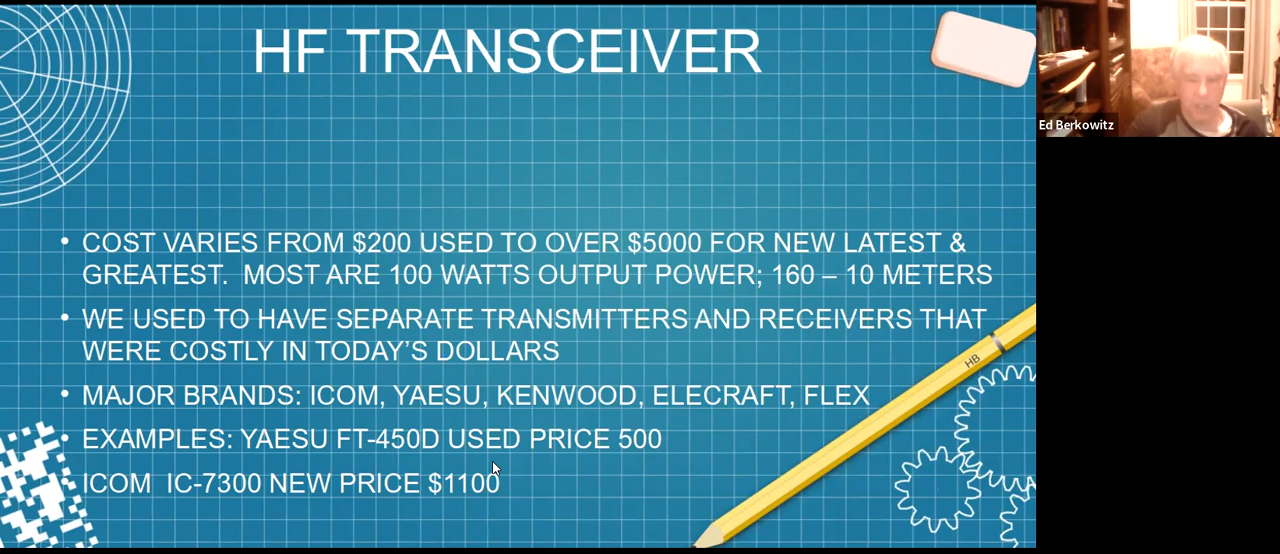 HF TRANSCEIVER
• COST VARIES FROM $200 USED TO OVER $5000 FOR NEW LATEST &
GREATEST.  MOST ARE 100 WATTS OUTPUT POWER; 160 – 10 METERS
• WE USED TO HAVE SEPARATE TRANSMITTERS AND RECEIVERS THAT
WERE COSTLY IN TODAY'S DOLLARS
• MAJOR BRANDS: ICOM, YAESU, KENWOOD, ELECRAFT, FLEX
• EXAMPLES: YAESU FT-450D USED PRICE 500
• ICOM  IC-7300 NEW PRICE $1100
HB
Ed Berkowitz